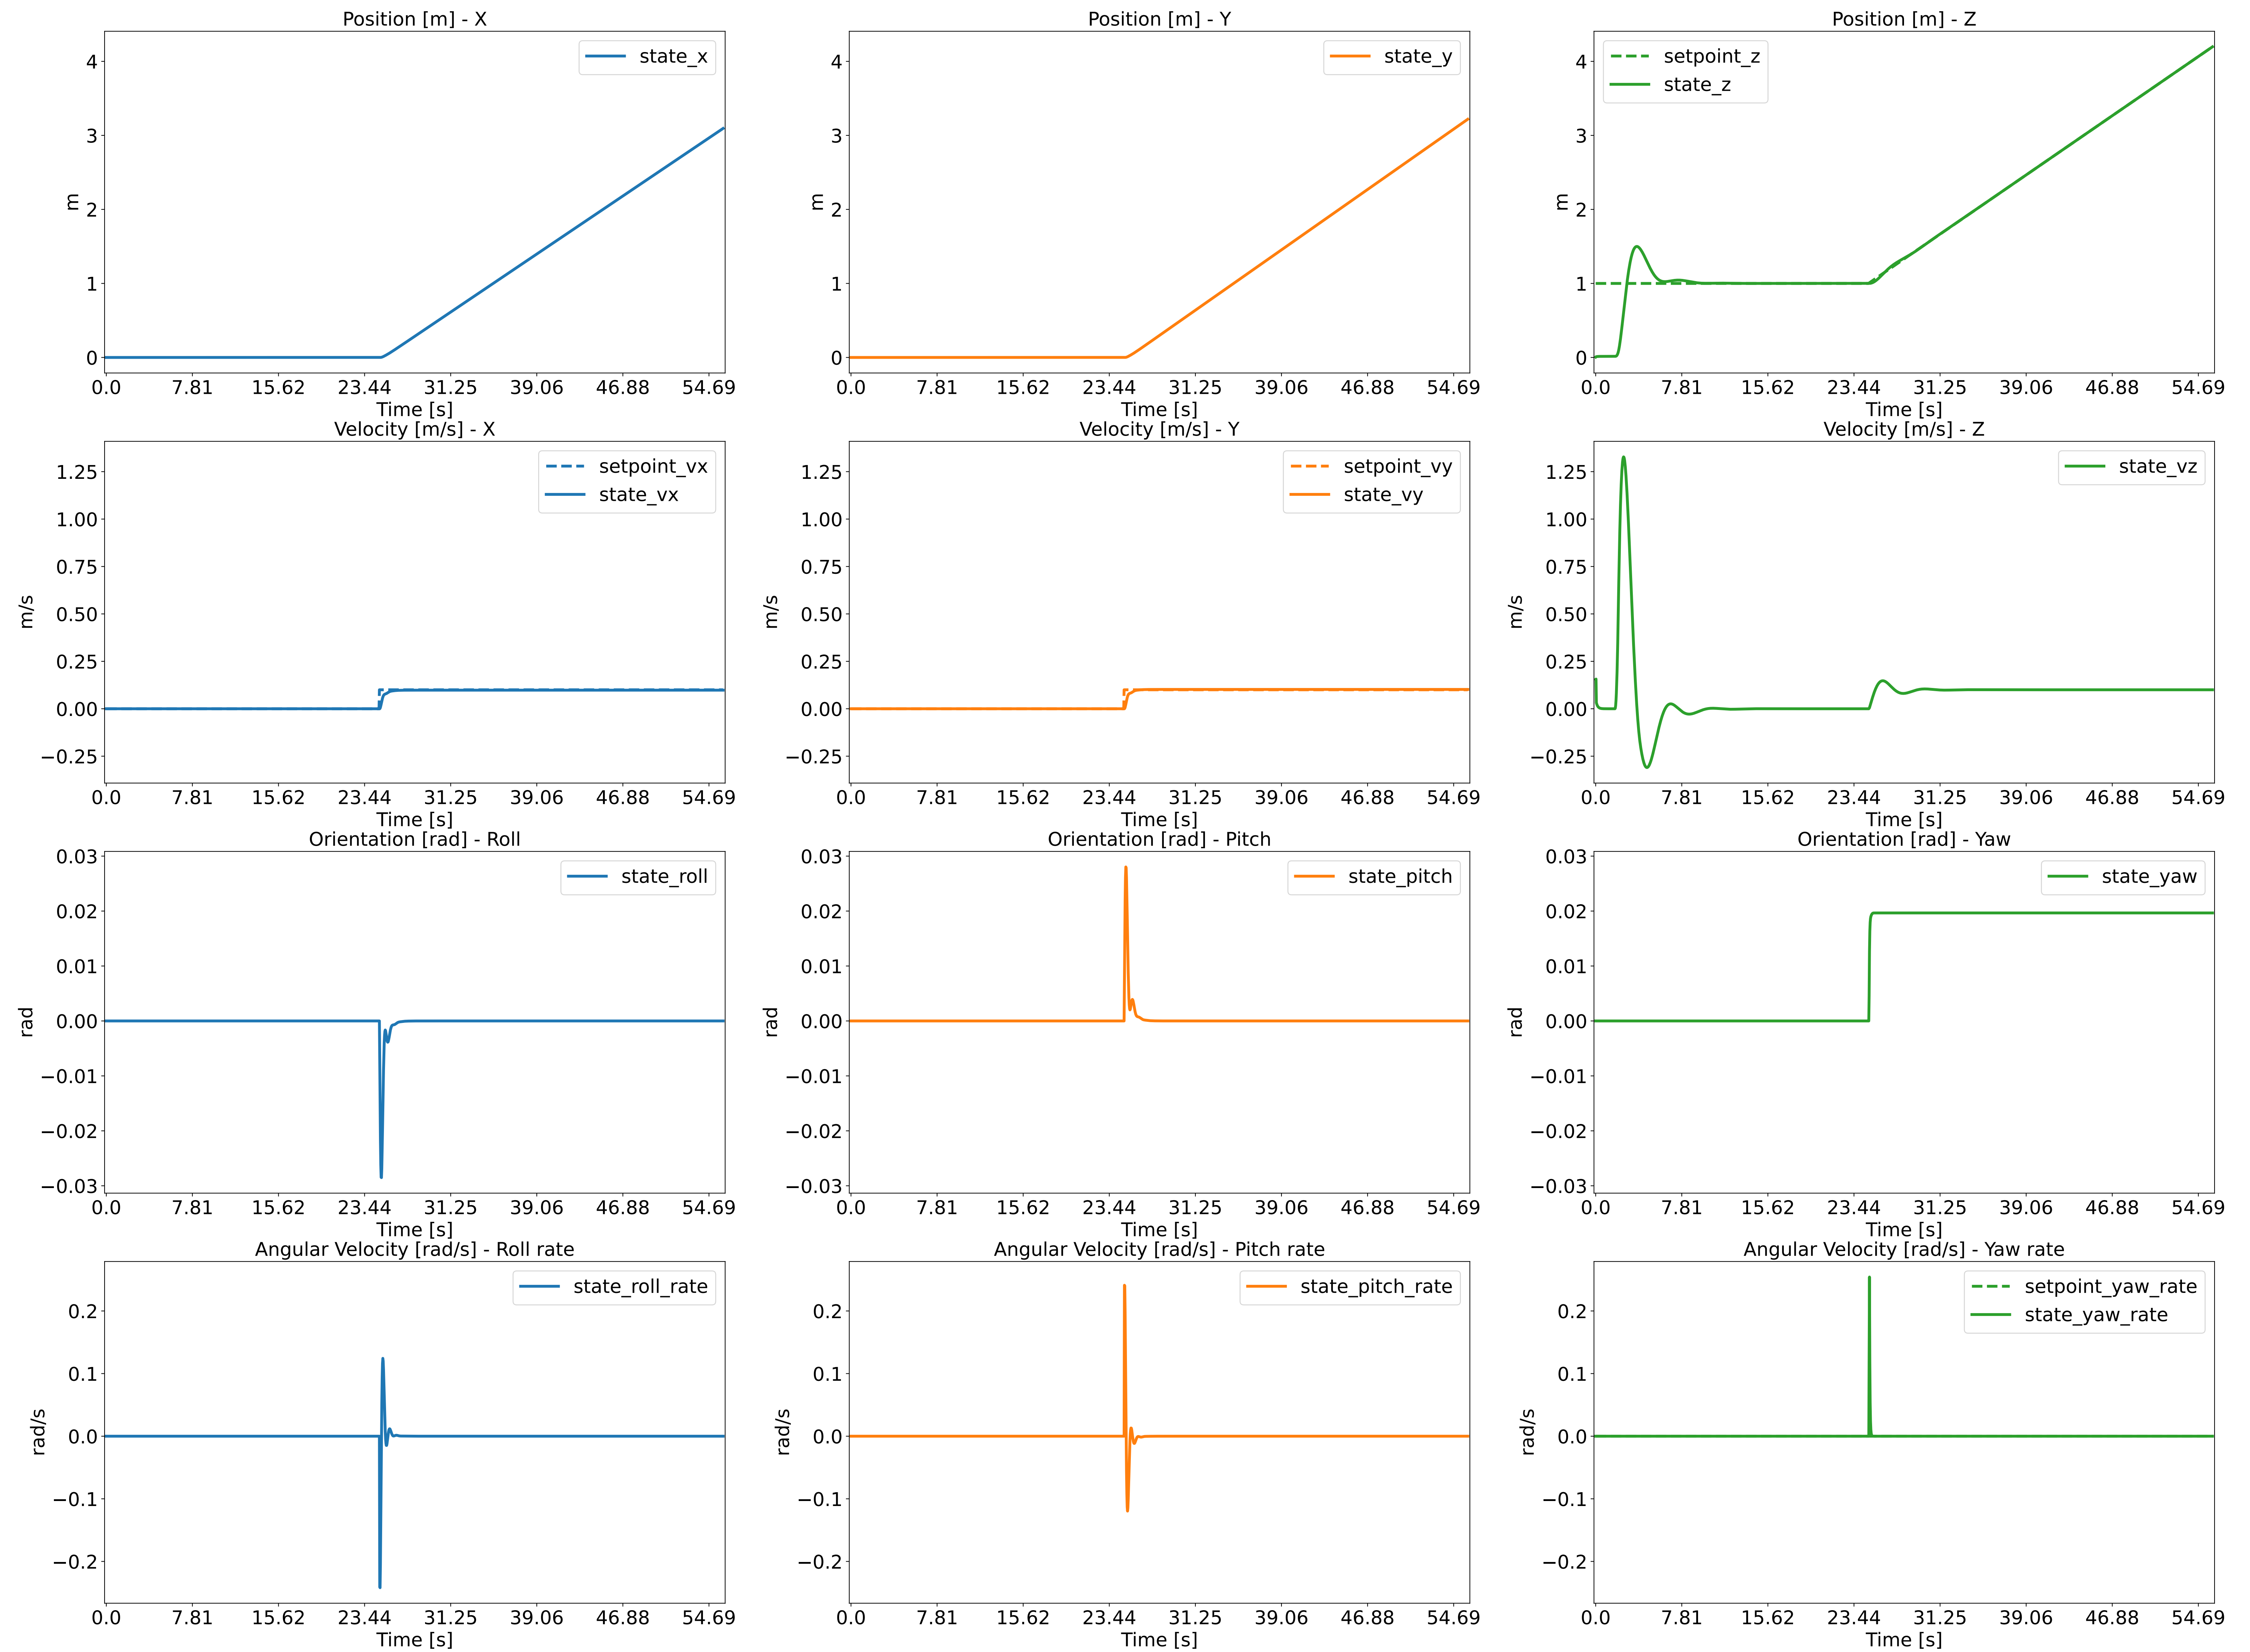 Position [m] - X
state_x
4
3
2
1
0
m
0.0 7.81 15.62 23.44 31.25 39.06 46.88 54.69
Time [s]
Position [m] - Y
state_y
4
3
2
1
0
m
0.0 7.81 15.62 23.44 31.25 39.06 46.88 54.69
Time [s]
Position [m] - Z
setpoint_z
state_z
4
3
2
1
0
m
0.0 7.81 15.62 23.44 31.25 39.06 46.88 54.69
Time [s]
Velocity [m/s] - X
setpoint_vx
state_vx
1.25
1.00
0.75
0.50
0.25
0.00
−0.25
m/s
0.0 7.81 15.62 23.44 31.25 39.06 46.88 54.69
Time [s]
Velocity [m/s] - Y
setpoint_vy
state_vy
1.25
1.00
0.75
0.50
0.25
0.00
−0.25
m/s
0.0 7.81 15.62 23.44 31.25 39.06 46.88 54.69
Time [s]
Velocity [m/s] - Z
state_vz
1.25
1.00
0.75
0.50
0.25
0.00
−0.25
m/s
0.0 7.81 15.62 23.44 31.25 39.06 46.88 54.69
Time [s]
Orientation [rad] - Roll
state_roll
0.03
0.02
0.01
0.00
−0.01
−0.02
−0.03
rad
0.0 7.81 15.62 23.44 31.25 39.06 46.88 54.69
Time [s]
Orientation [rad] - Pitch
state_pitch
0.03
0.02
0.01
0.00
−0.01
−0.02
−0.03
rad
0.0 7.81 15.62 23.44 31.25 39.06 46.88 54.69
Time [s]
Orientation [rad] - Yaw
state_yaw
0.03
0.02
0.01
0.00
−0.01
−0.02
−0.03
rad
0.0 7.81 15.62 23.44 31.25 39.06 46.88 54.69
Time [s]
Angular Velocity [rad/s] - Roll rate
state_roll_rate
0.2
0.1
0.0
−0.1
−0.2
rad/s
0.0 7.81 15.62 23.44 31.25 39.06 46.88 54.69
Time [s]
Angular Velocity [rad/s] - Pitch rate
state_pitch_rate
0.2
0.1
0.0
−0.1
−0.2
rad/s
0.0 7.81 15.62 23.44 31.25 39.06 46.88 54.69
Time [s]
Angular Velocity [rad/s] - Yaw rate
setpoint_yaw_rate
state_yaw_rate
0.2
0.1
0.0
−0.1
−0.2
rad/s
0.0 7.81 15.62 23.44 31.25 39.06 46.88 54.69
Time [s]